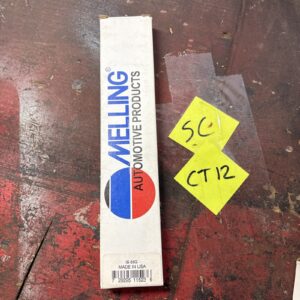 MELLING®
AUTOMOTIVE PRODUCTS
MADE IN USA
SC
CT12